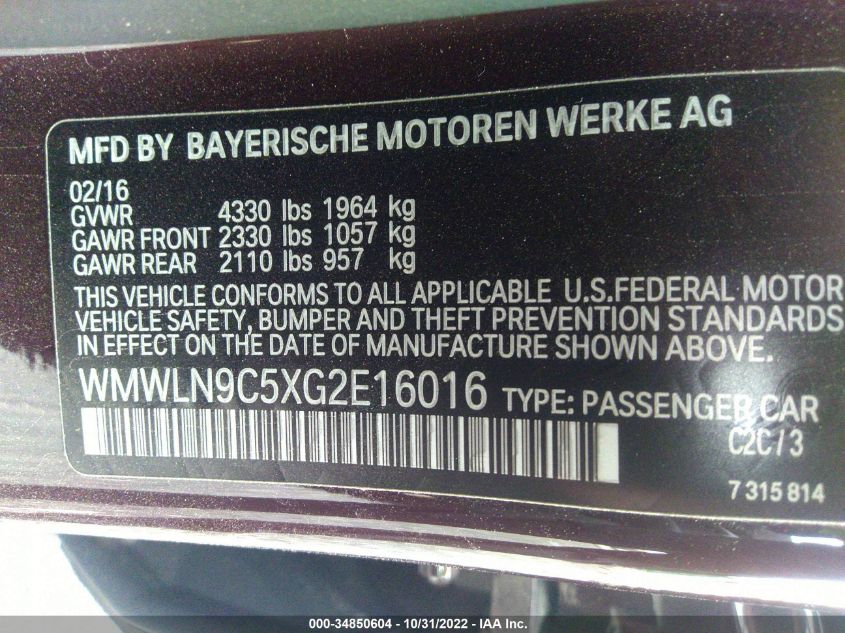 MFD BY BAYERISCHE MOTOREN WERKE AG
02/16
GVWR 4330 lbs 1964 kg
GAWR FRONT 2330 lbs 1057 kg
GAWR REAR 2110 lbs 957 kg
THIS VEHICLE CONFORMS TO ALL APPLICABLE U.S.FEDERAL MOTOR
VEHICLE SAFETY, BUMPER AND THEFT PREVENTION STANDARDS
IN EFFECT ON THE DATE OF MANUFACTURE SHOWN ABOVE.
WMWLN9C5XG2E16016 TYPE: PASSENGER CAR
C2C/3
7 315 814
000-34850604 - 10/31/2022 - IAA Inc.